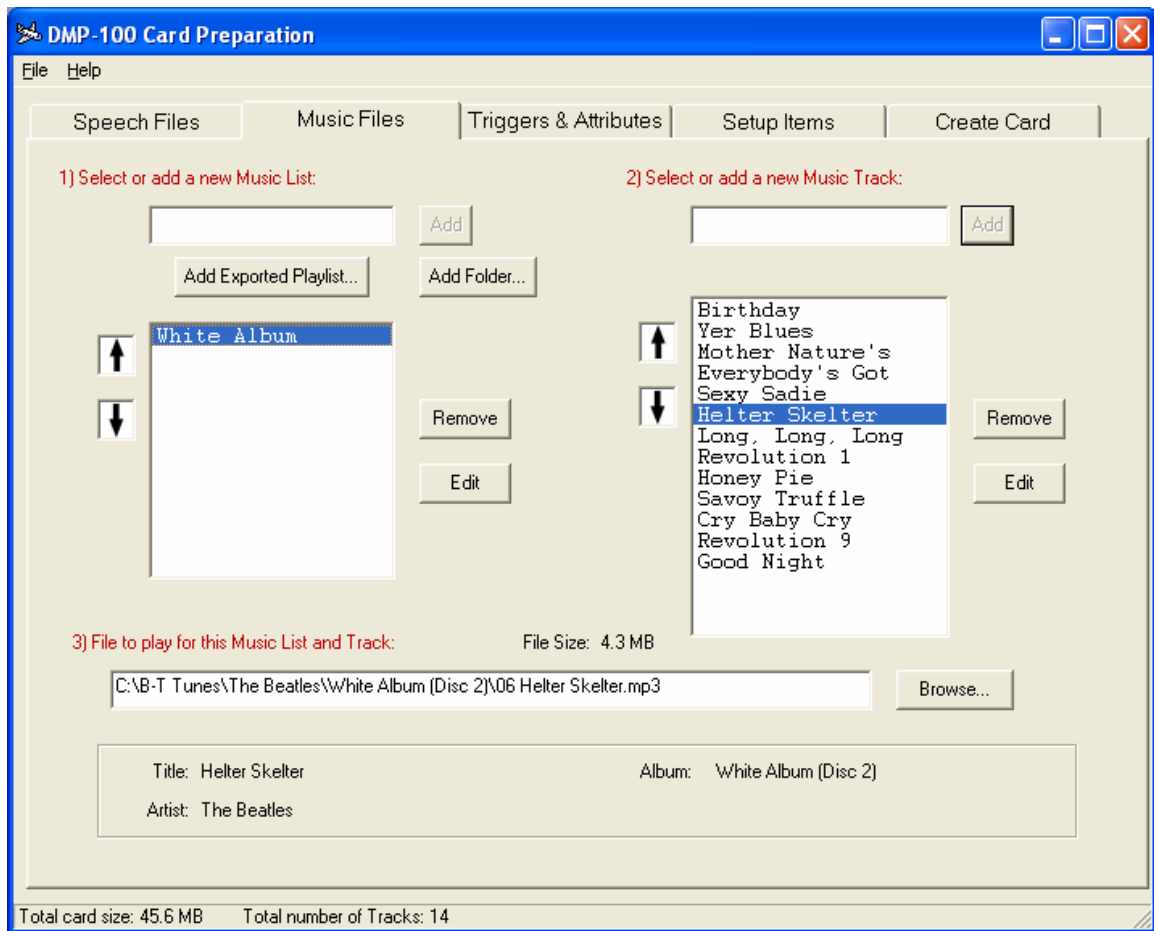 DMP-100 Card Preparation
File Help
Speech Files Music Files Triggers & Attributes Setup Items Create Card
1) Select or add a new Music List:
2) Select or add a new Music Track:
Add
Add
Add Exported Playlist...
Add Folder...
White Album
Remove
Edit
Birthday
Yer Blues
Mother Nature's
Everybody's Got
Sexy Sadie
Helter Skelter
Long, Long, Long
Revolution 1
Honey Pie
Savoy Truffle
Cry Baby Cry
Revolution 9
Good Night
Remove
Edit
3) File to play for this Music List and Track:
File Size: 4.3 MB
C:\B-T Tunes\The Beatles\White Album (Disc 2)\06 Helter Skelter.mp3
Browse...
Title: Helter Skelter
Album: White Album (Disc 2)
Artist: The Beatles
Total card size: 45.6 MB Total number of Tracks: 14